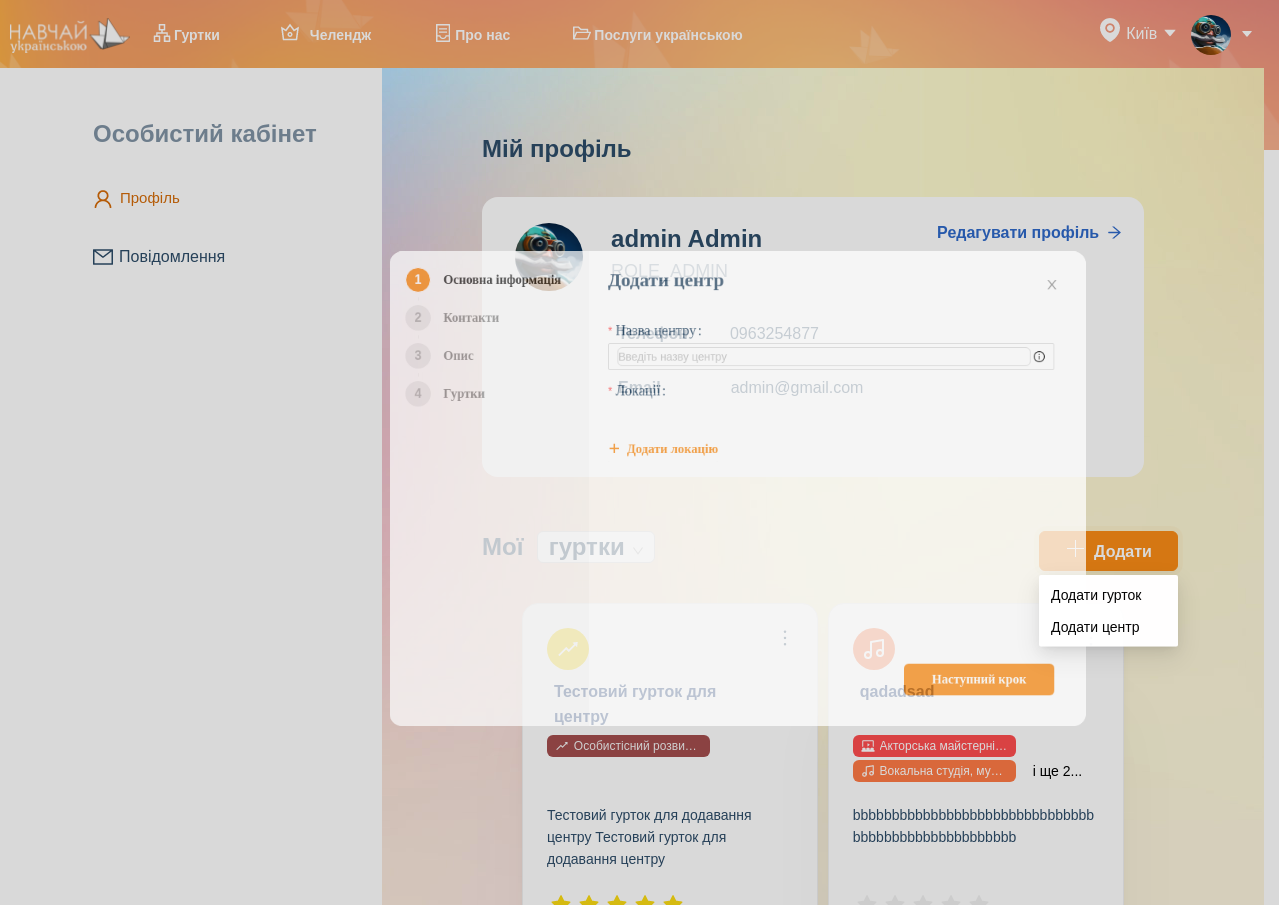 НАВЧАЙ
українською
Гуртки
Челендж
Про нас
Послуги українською
Київ
Особистий кабінет
Профіль
Повідомлення
Мій профіль
admin Admin
Редагувати профіль
ROLE_ADMIN
Телефон
0963254877
Email
admin@gmail.com
1 Основна інформація
2 Контакти
3 Опис
4 Гуртки
Додати центр
* Назва центру:
Введіть назву центру
* Локації:
+ Додати локацію
Наступний крок
Мої гуртки
Додати
Додати гурток
Додати центр
Тестовий гурток для
центру
Особистісний розви...
Тестовий гурток для додавання
центру Тестовий гурток для
додавання центру
qadadsad
Акторська майстерні...
Вокальна студія, му...
і ще 2...
bbbbbbbbbbbbbbbbbbbbbbbbbbbbbbb
bbbbbbbbbbbbbbbbbbbbb